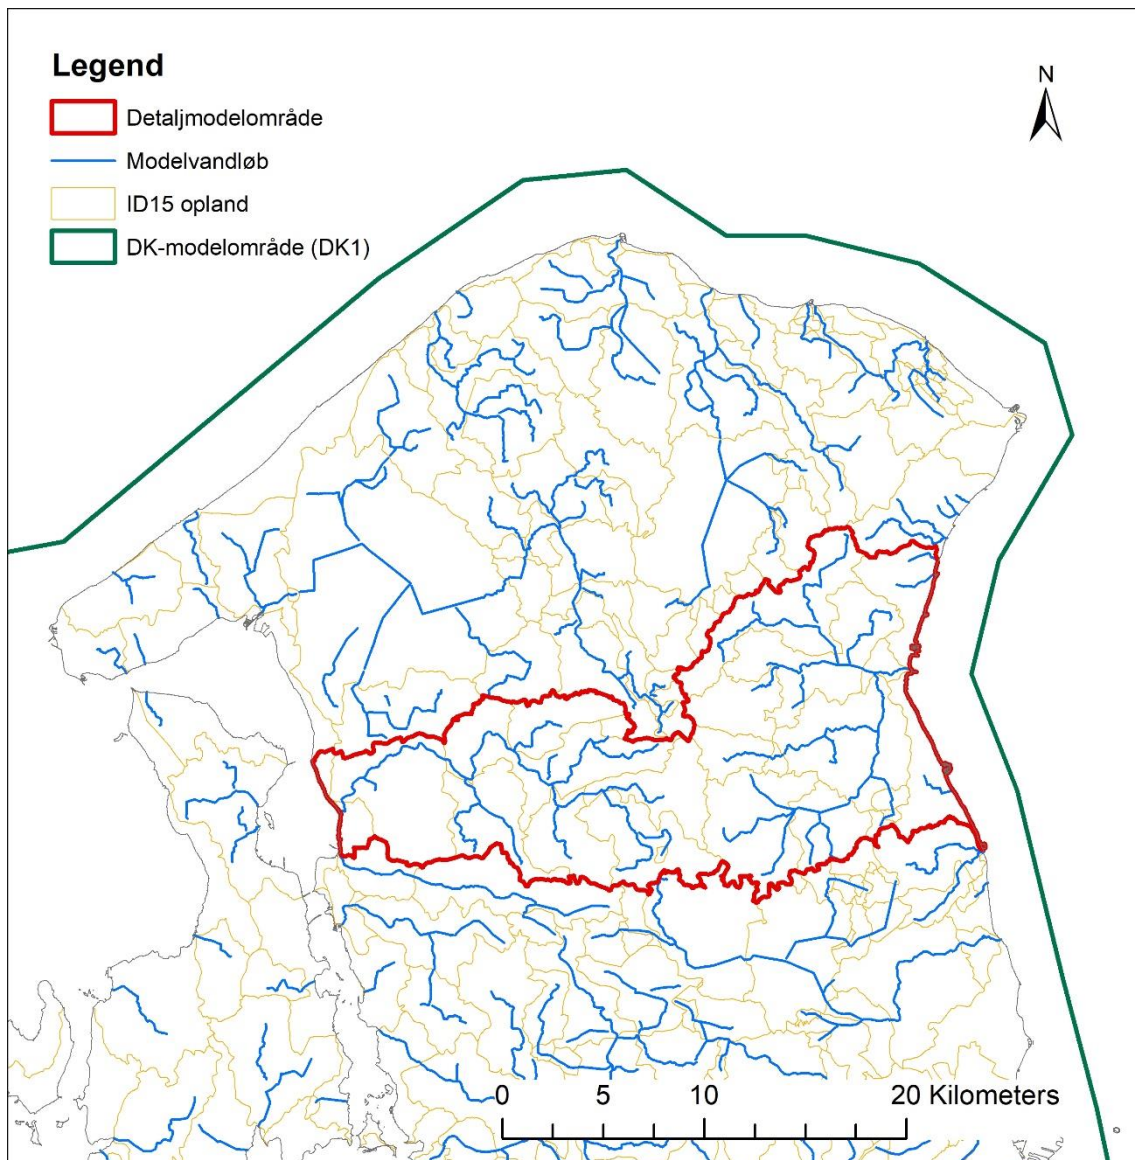 Legend
Detaljmodelområde
Modelvandløb
ID15 opland
DK-modelområde (DK1)
N
0 5 10 20 Kilometers